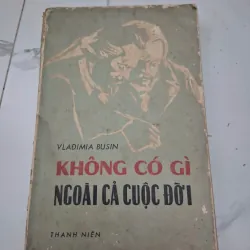 VLADIMIA BUSIN
KHÔNG CÓ GÌ
NGOÀI CẢ CUỘC ĐỜI
THANH NIÊN